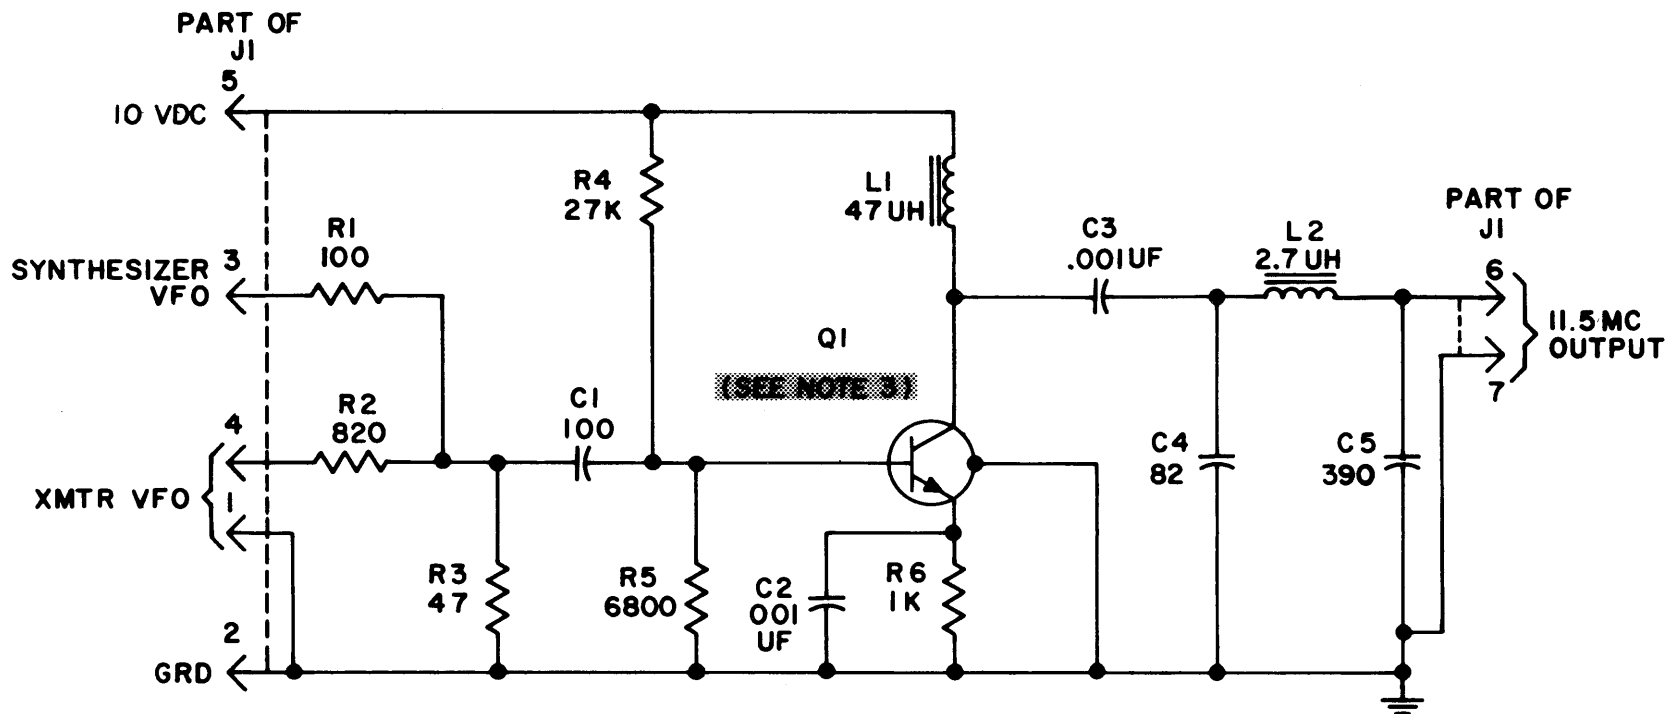 PART OF
J1
5
10 VDC
R4
27K
L1
47UH
PART OF
J1
R1
100
C3
.001UF
L2
2.7UH
SYNTHESIZER
VFO
3
6
11.5MC
OUTPUT
7
Q1
(SEE NOTE 3)
R2
820
C1
100
4
XMTR VFO
1
C4
82
C5
390
R3
47
R5
6800
C2
001
UF
R6
1K
2
GRD